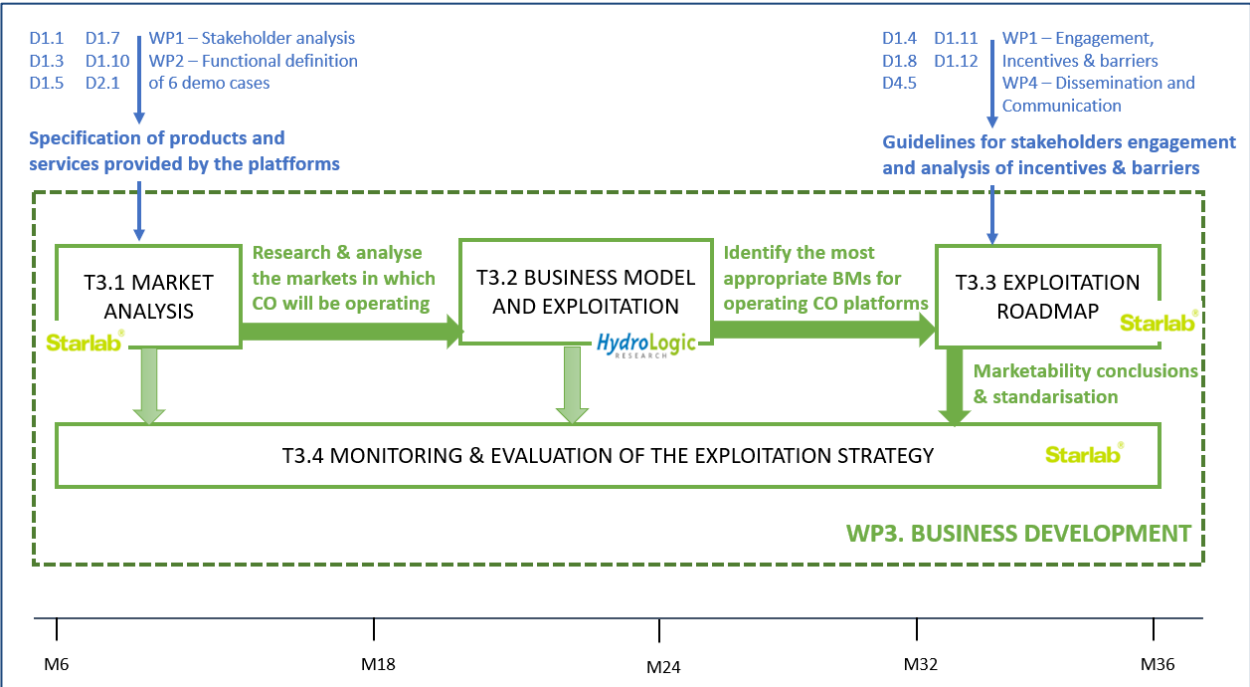 D1.1 D1.7 WP1 – Stakeholder analysis
D1.3 D1.10 WP2 – Functional definition
D1.5 D2.1 of 6 demo cases
Specification of products and
services provided by the platfforms
D1.4 D1.11 WP1 – Engagement,
D1.8 D1.12 Incentives & barriers
D4.5 WP4 – Dissemination and
Communication
Guidelines for stakeholders engagement
and analysis of incentives & barriers
T3.1 MARKET
ANALYSIS
Starlab®
Research & analyse
the markets in which
CO will be operating
T3.2 BUSINESS MODEL
AND EXPLOITATION
HydroLogic
RESEARCH
Identify the most
appropriate BMs for
operating CO platforms
T3.3 EXPLOITATION
ROADMAP
Starlab®
Marketability conclusions
& standarisation
T3.4 MONITORING & EVALUATION OF THE EXPLOITATION STRATEGY
Starlab®
WP3. BUSINESS DEVELOPMENT
M6 M18 M24 M32 M36